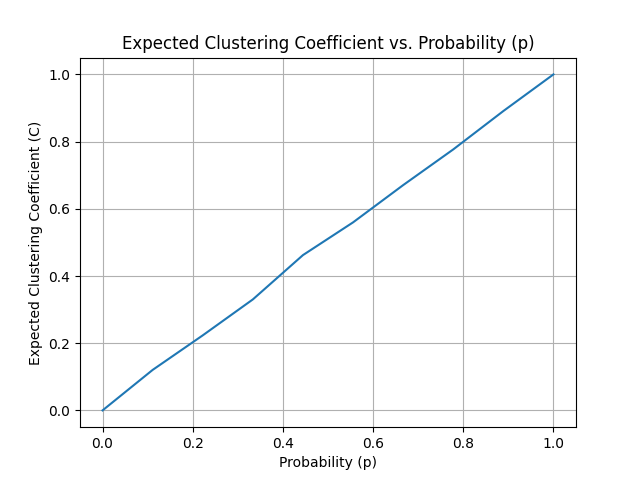 Expected Clustering Coefficient vs. Probability (p)
Expected Clustering Coefficient (C)
1.0
0.8
0.6
0.4
0.2
0.0
0.0 0.2 0.4 0.6 0.8 1.0
Probability (p)